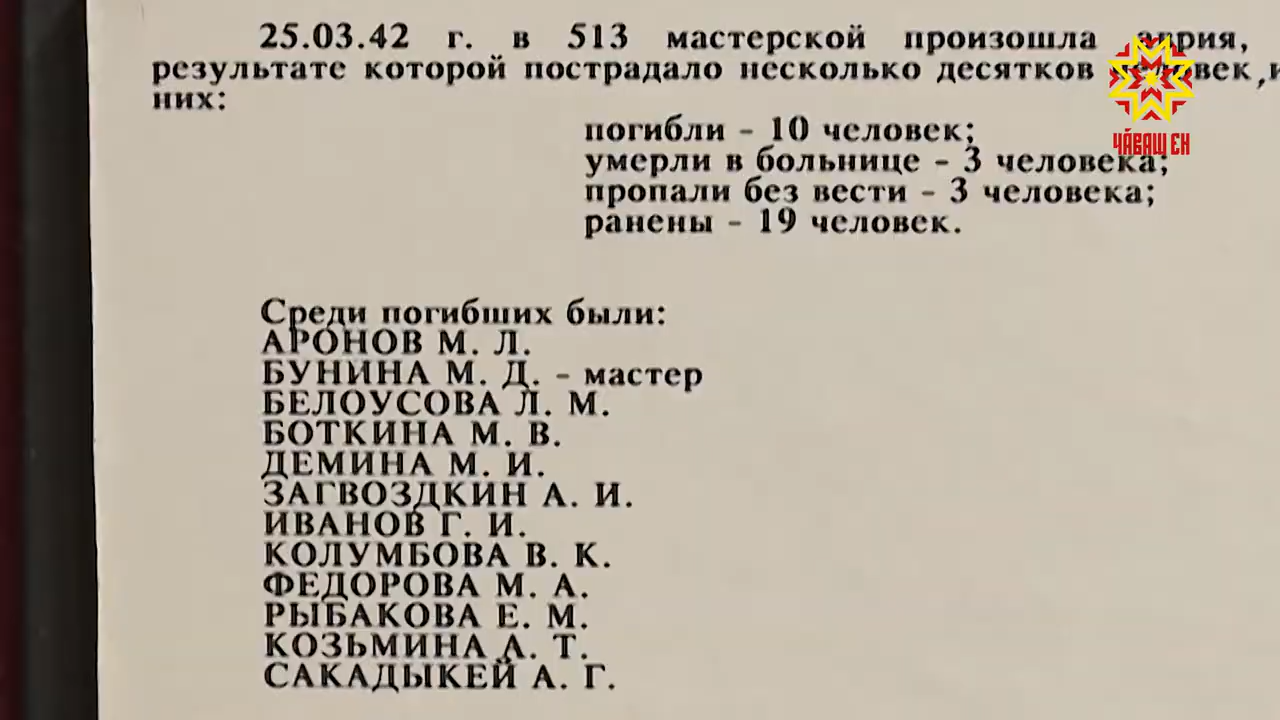 25.03.42 г. в 513 мастерской произошла
результате которой пострадало несколько десятков
них:
погибли - 10 человек;
умерли в больнице - 3 человека;
пропали без вести - 3 человека;
ранены - 19 человек.
Среди погибших были:
АРОНОВ М. Л.
БУНИНА М. Д. - мастер
БЕЛОУСОВА Л. М.
БОТКИНА М. В.
ДЕМИНА М. И.
ЗАГВОЗДКИН А. И.
ИВАНОВ Г. И.
КОЛУМБОВА В. К.
ФЕДОРОВА М. А.
РЫБАКОВА Е. М.
КОЗЬМИНА А. Т.
САКАДЫКЕЙ А. Г.
ЧӐВАШ ЕН